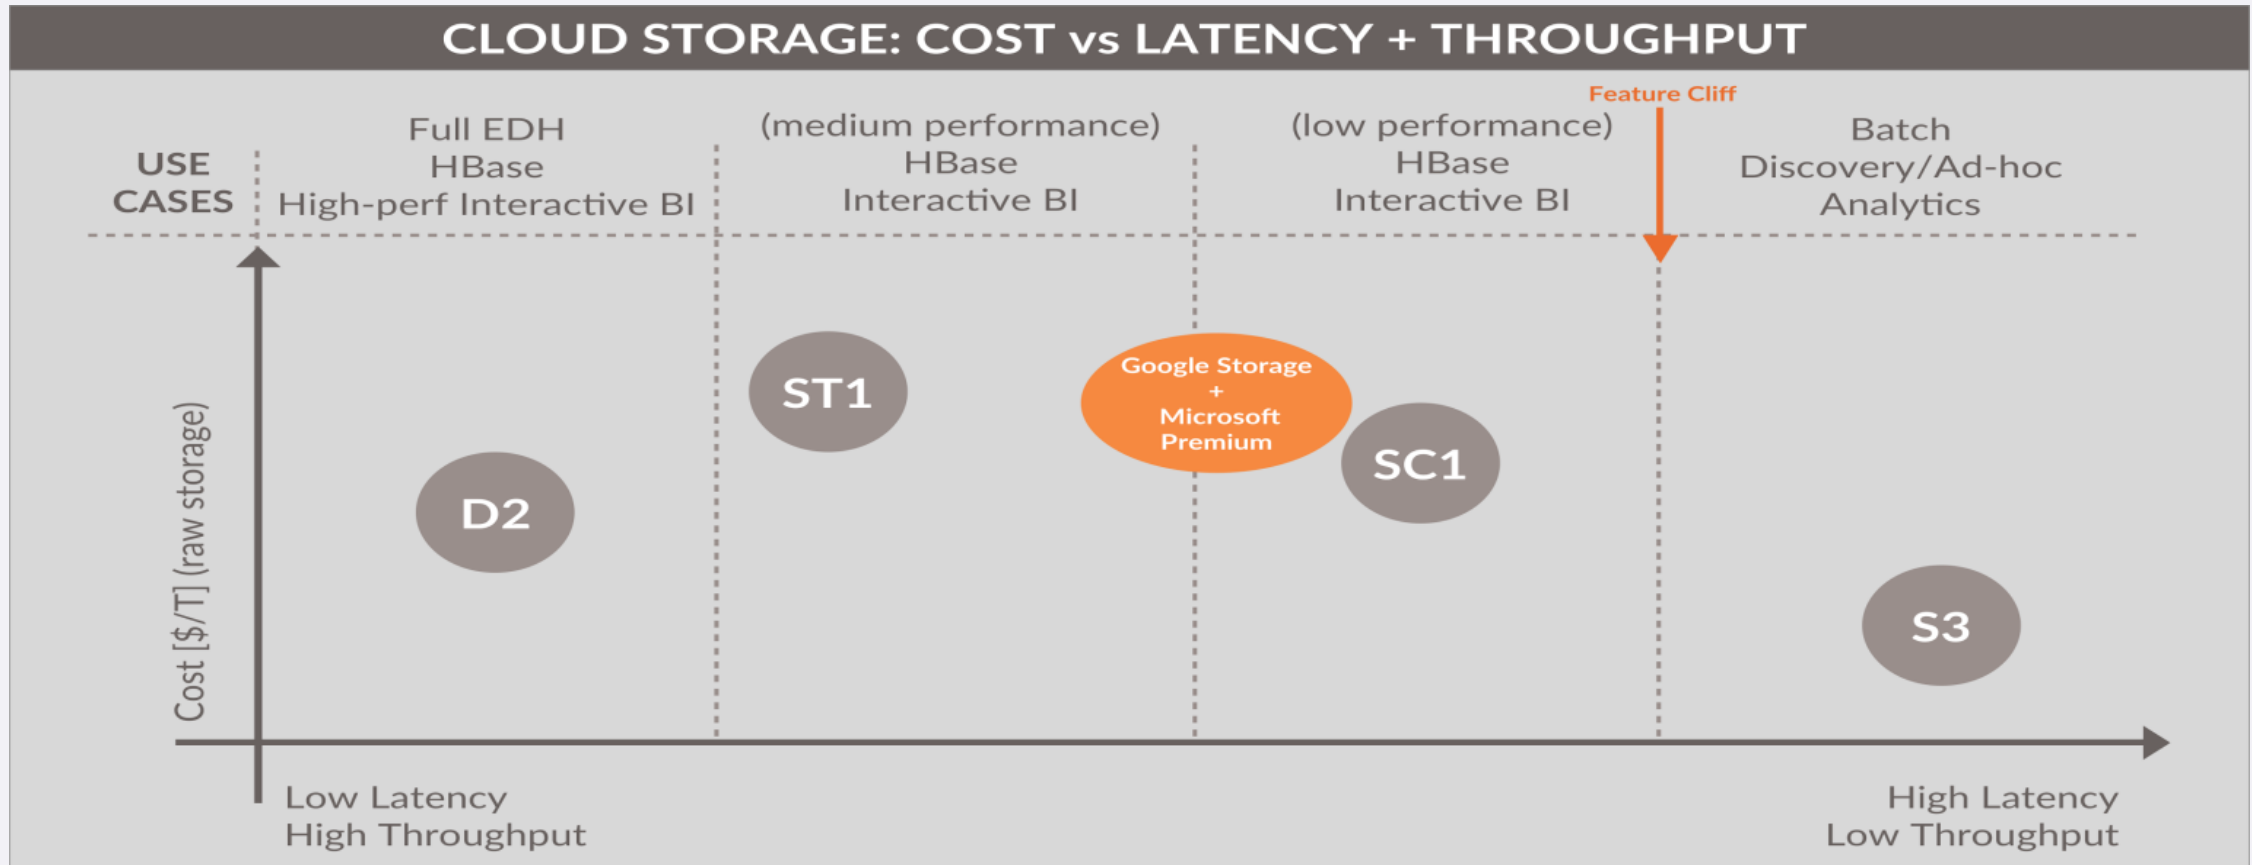 CLOUD STORAGE: COST vs LATENCY + THROUGHPUT
Feature Cliff
USE
CASES
Full EDH
HBase
High-perf Interactive BI
(medium performance)
HBase
Interactive BI
(low performance)
HBase
Interactive BI
Batch
Discovery/Ad-hoc
Analytics
Cost [$/T] (raw storage)
D2
ST1
Google Storage
+
Microsoft
Premium
SC1
S3
Low Latency
High Throughput
High Latency
Low Throughput